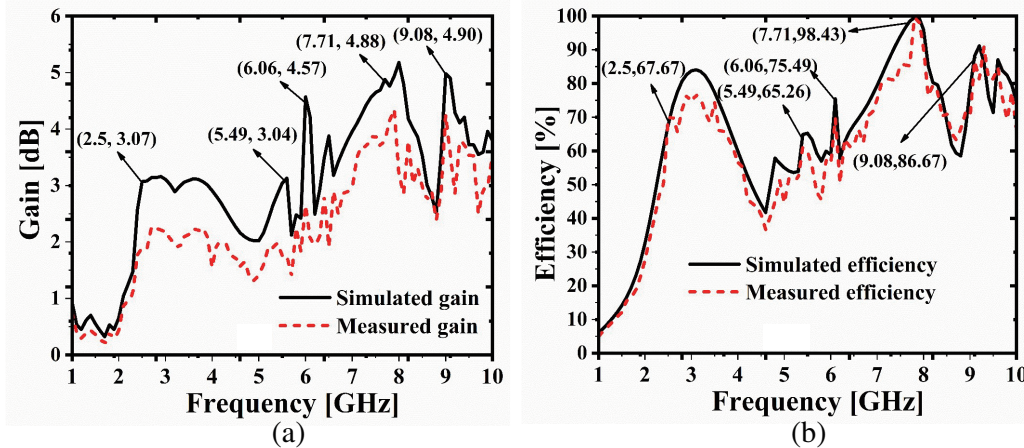 6
5
4
3
2
1
0
Gain [dB]
(2.5, 3.07)
(5.49, 3.04)
(6.06, 4.57)
(7.71, 4.88)
(9.08, 4.90)
Simulated gain
Measured gain
1 2 3 4 5 6 7 8 9 10
Frequency [GHz]
(a)
100
90
80
70
60
50
40
30
20
10
0
Efficiency [%]
(7.71,98.43)
(2.5,67.67)
(6.06,75.49)
(5.49,65.26)
(9.08,86.67)
Simulated efficiency
Measured efficiency
1 2 3 4 5 6 7 8 9 10
Frequency [GHz]
(b)